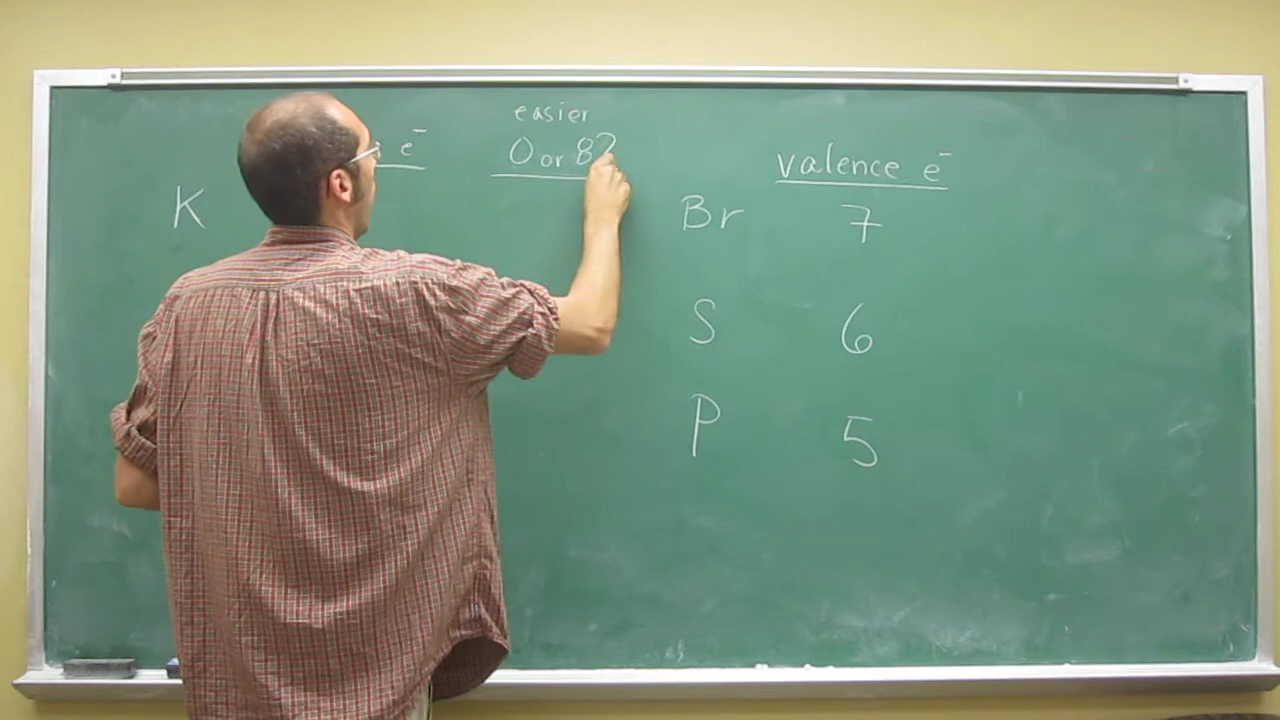 e⁻
easier
0 or 8?
K
valence e⁻
Br 7
S 6
P 5